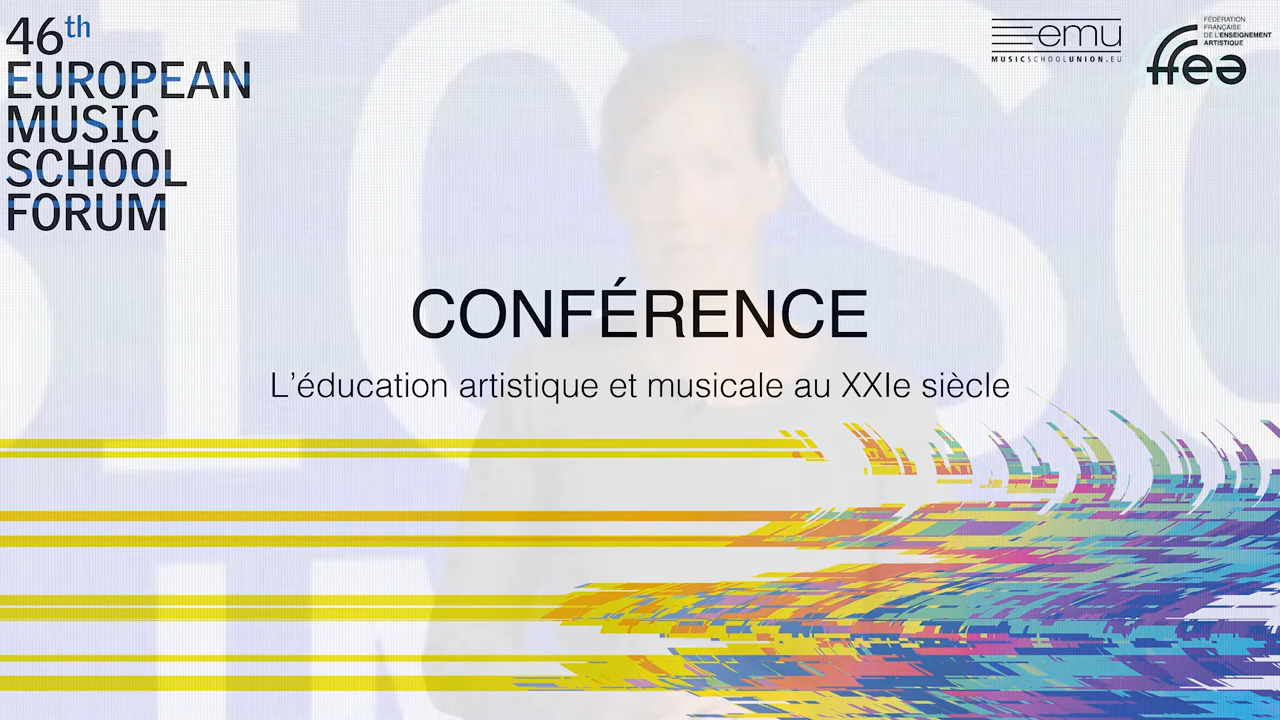 46th
EUROPEAN
MUSIC
SCHOOL
FORUM
emu
MUSICSCHOOLUNION.EU
FÉDÉRATION
FRANÇAISE
DE L'ENSEIGNEMENT
ARTISTIQUE
ffea
CONFÉRENCE
L'éducation artistique et musicale au XXIe siècle